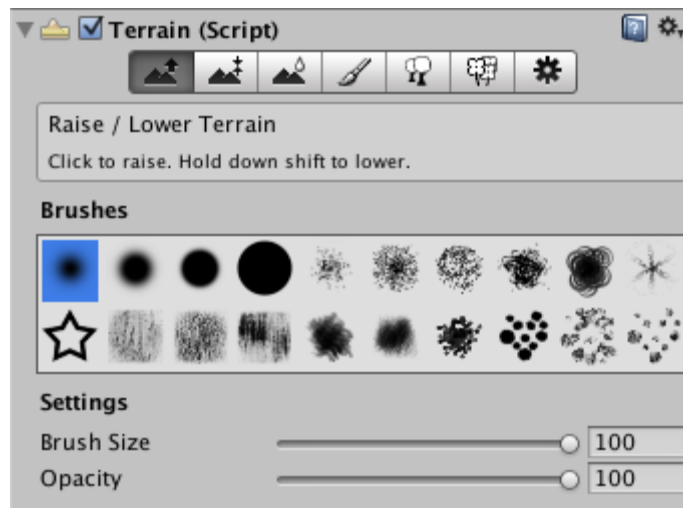 Terrain (Script)
Raise / Lower Terrain
Click to raise. Hold down shift to lower.
Brushes
Settings
Brush Size 100
Opacity 100